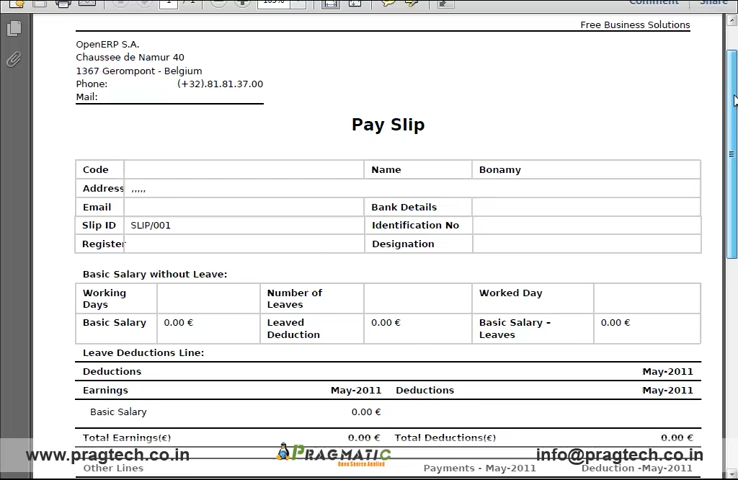 Comment Share
Free Business Solutions
OpenERP S.A.
Chaussee de Namur 40
1367 Gerompont - Belgium
Phone: (+32).81.81.37.00
Mail:
Pay Slip
Code Name Bonamy
Address ,,,,,
Email Bank Details
Slip ID SLIP/001 Identification No
Register Designation
Basic Salary without Leave:
Working Days Number of Leaves Worked Day
Basic Salary 0.00 € Leaved Deduction 0.00 € Basic Salary – Leaves 0.00 €
Leave Deductions Line:
Deductions May-2011
Earnings May-2011 Deductions May-2011
Basic Salary 0.00 €
Total Earnings(€) 0.00 € Total Deductions(€) 0.00 €
www.pragtech.co.in PRAGMATIC info@pragtech.co.in
Open Source Applied
Other Lines Payments - May-2011 Deduction -May-2011